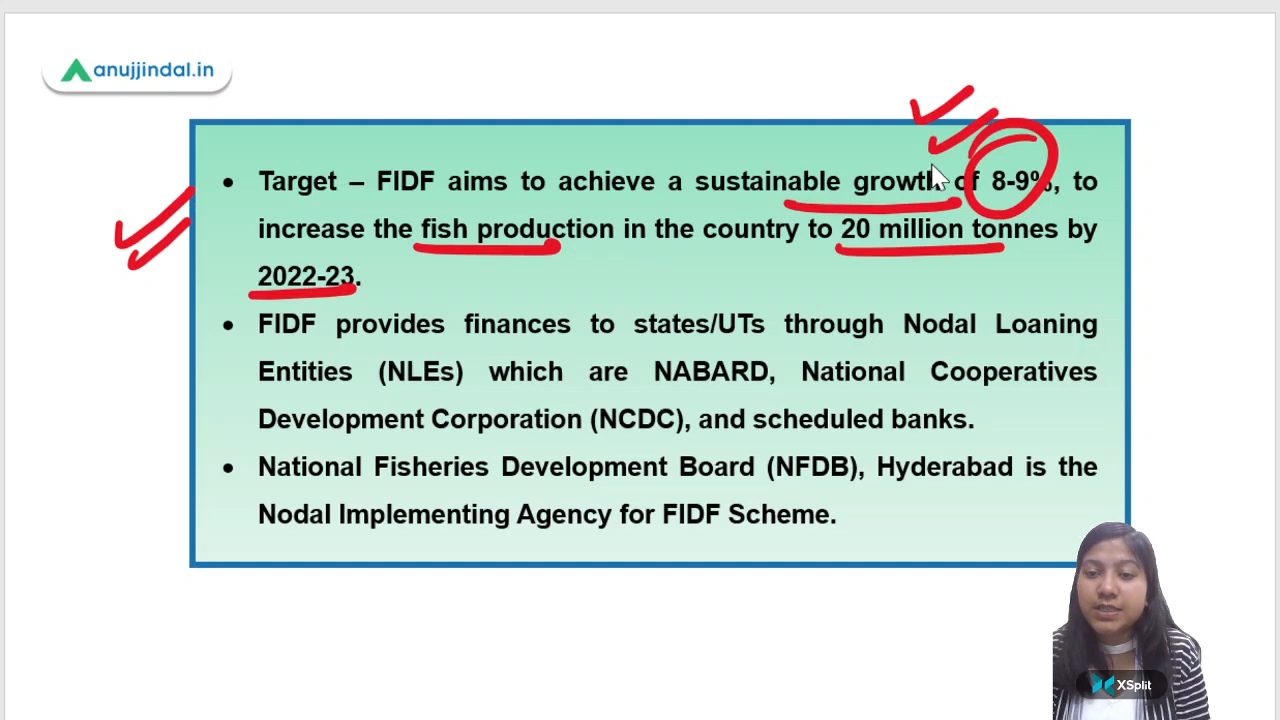 anujjindal.in
• Target – FIDF aims to achieve a sustainable growth of 8-9%, to
increase the fish production in the country to 20 million tonnes by
2022-23.
• FIDF provides finances to states/UTs through Nodal Loaning
Entities (NLEs) which are NABARD, National Cooperatives
Development Corporation (NCDC), and scheduled banks.
• National Fisheries Development Board (NFDB), Hyderabad is the
Nodal Implementing Agency for FIDF Scheme.
XSplit